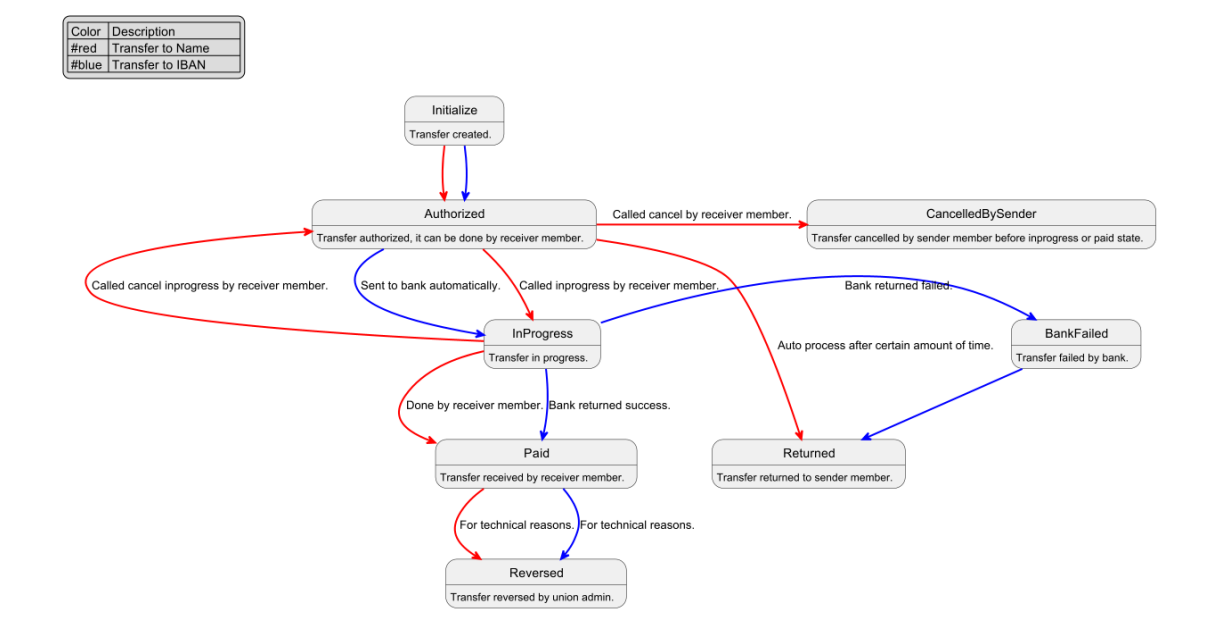 Color Description
#red Transfer to Name
#blue Transfer to IBAN
Initialize
Transfer created.
Authorized
Transfer authorized, it can be done by receiver member.
Called cancel by receiver member.
CancelledBySender
Transfer cancelled by sender member before inprogress or paid state.
Called cancel inprogress by receiver member.
Sent to bank automatically.
Called inprogress by receiver member.
Bank returned failed.
InProgress
Transfer in progress.
Auto process after certain amount of time.
BankFailed
Transfer failed by bank.
Done by receiver member.
Bank returned success.
Paid
Transfer received by receiver member.
Returned
Transfer returned to sender member.
For technical reasons.
For technical reasons.
Reversed
Transfer reversed by union admin.